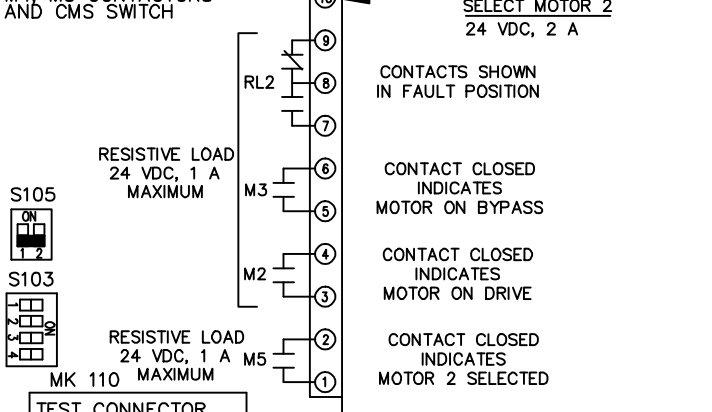 AND CMS SWITCH
SELECT MOTOR 2
24 VDC, 2 A
9
8
7
RL2
CONTACTS SHOWN
IN FAULT POSITION
RESISTIVE LOAD
24 VDC, 1 A
MAXIMUM
6
5
M3
CONTACT CLOSED
INDICATES
MOTOR ON BYPASS
S105
ON
1 2
4
3
M2
CONTACT CLOSED
INDICATES
MOTOR ON DRIVE
S103
1
2
3
4
ON
RESISTIVE LOAD
24 VDC, 1 A
MAXIMUM
M5
2
1
CONTACT CLOSED
INDICATES
MOTOR 2 SELECTED
MK 110
TEST CONNECTOR